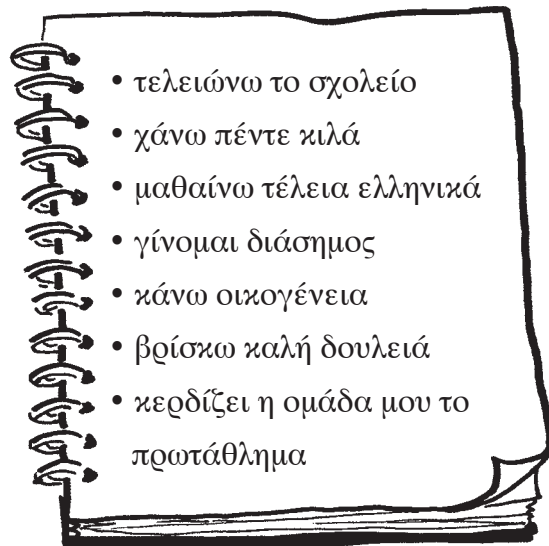 • τελειώνω το σχολείο
• χάνω πέντε κιλά
• μαθαίνω τέλεια ελληνικά
• γίνομαι διάσημος
• κάνω οικογένεια
• βρίσκω καλή δουλειά
• κερδίζει η ομάδα μου το
πρωτάθλημα